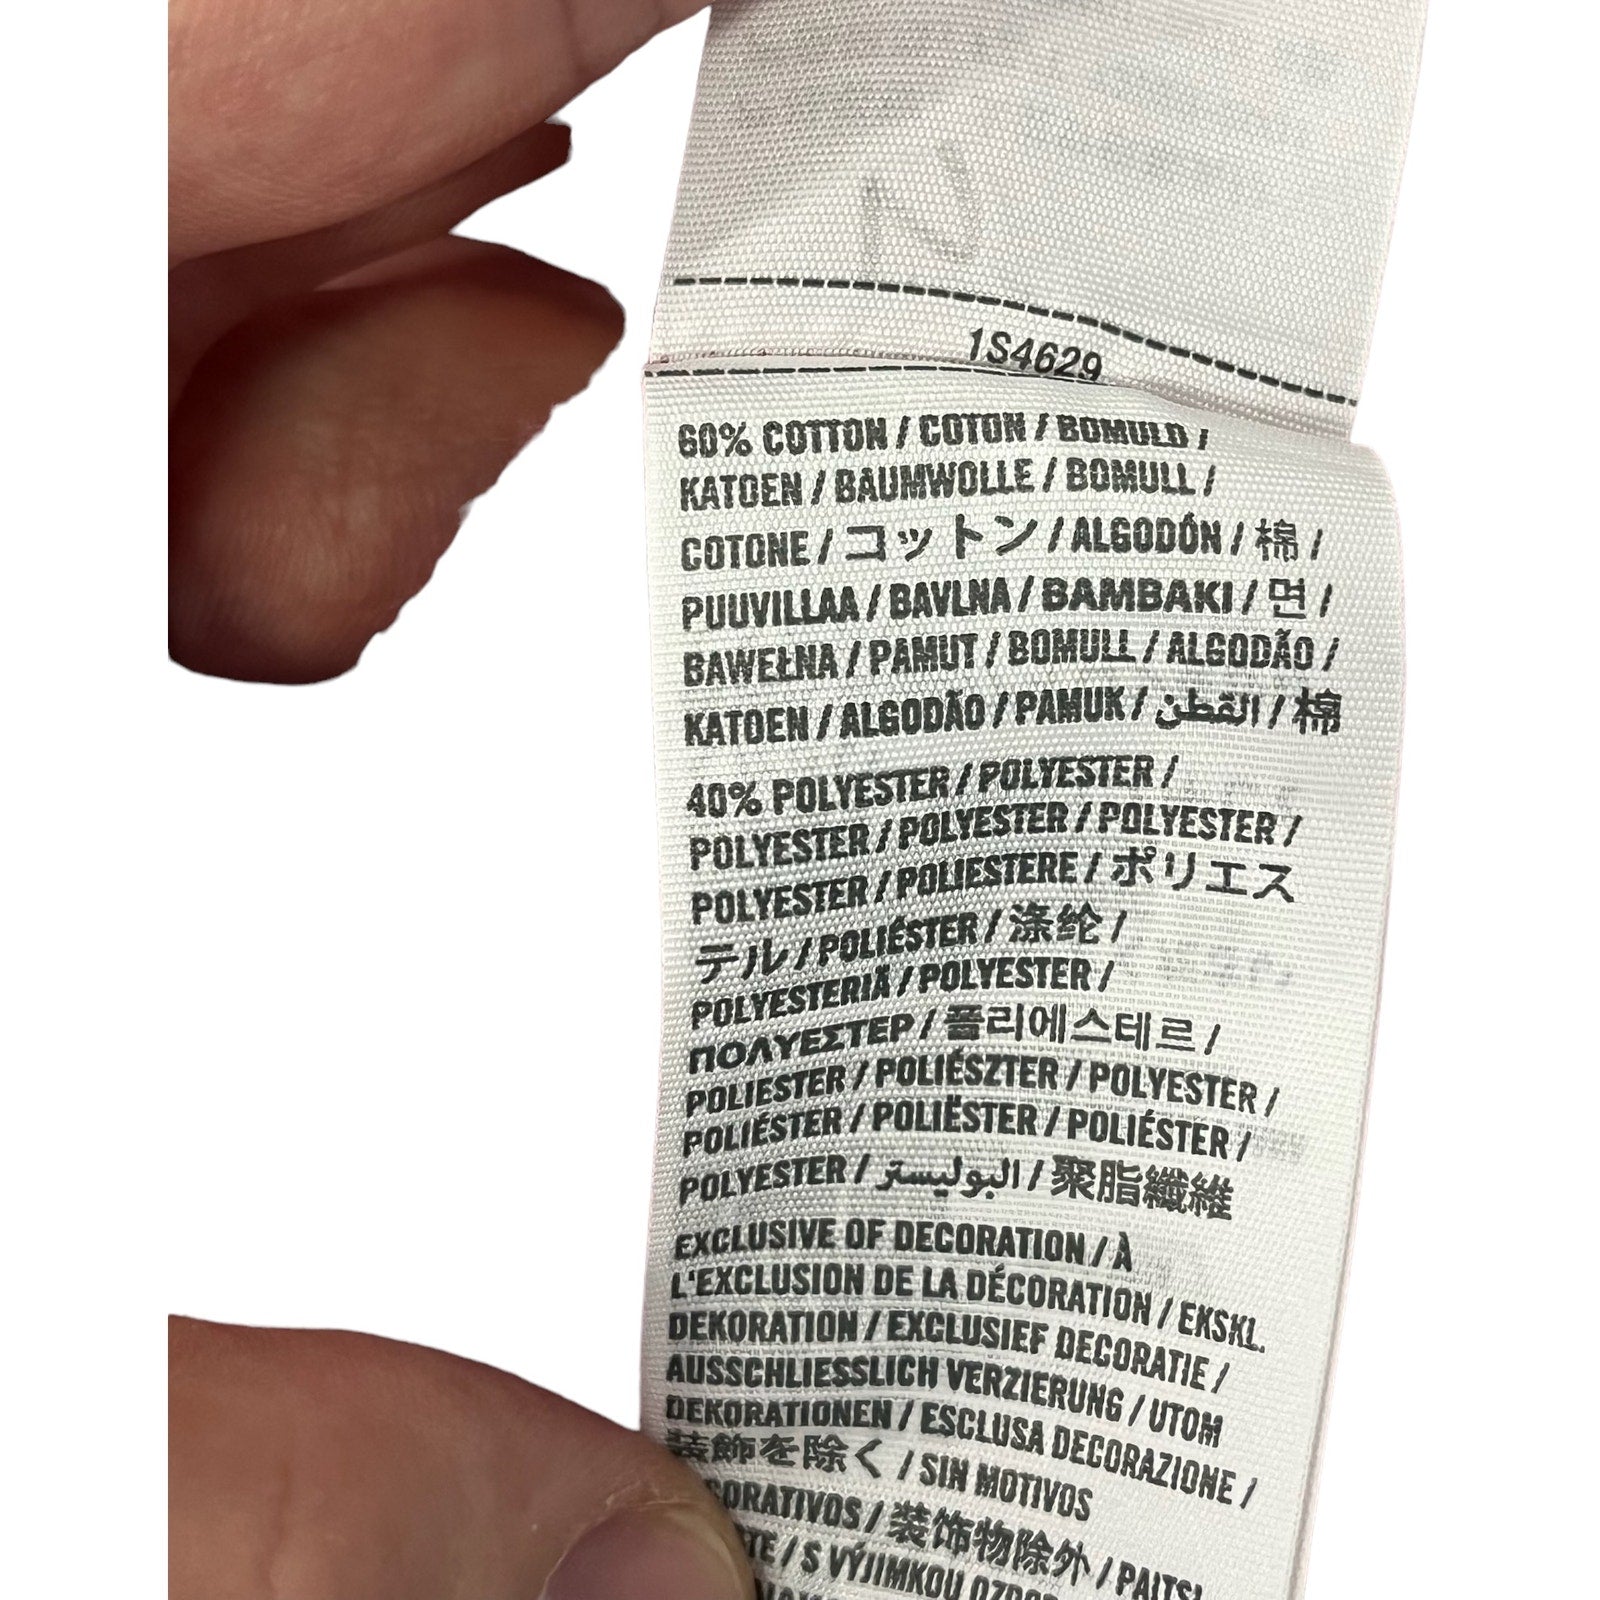 1S4629
60% COTTON / COTON / BOMULD /
KATOEN / BAUMWOLLE / BOMULL /
COTONE / コットン / ALGODÓN / 棉 /
PUUVILLAA / BAVLNA / BAMBAKI / 면 /
BAWEŁNA / PAMUT / BOMULL / ALGODÃO /
KATOEN / ALGODÃO / PAMUK / القطن / 棉
40% POLYESTER / POLYESTER /
POLYESTER / POLYESTER / POLYESTER /
POLYESTER / POLIESTERE / ポリエス
テル / POLIÉSTER / 涤纶 /
POLYESTERIÄ / POLYESTER /
ΠΟΛΥΕΣΤΕΡ / 폴리에스테르 /
POLIESTER / POLIÉSZTER / POLYESTER /
POLIÉSTER / POLIËSTER / POLIÉSTER /
POLYESTER / البوليستر / 聚脂纖維
EXCLUSIVE OF DECORATION / À
L'EXCLUSION DE LA DÉCORATION / EKSKL.
DEKORATION / EXCLUSIEF DECORATIE /
AUSSCHLIESSLICH VERZIERUNG / UTOM
DEKORATIONEN / ESCLUSA DECORAZIONE /
装飾を除く / SIN MOTIVOS
CORATIVOS / 装饰物除外 / PAITSI
TE / S VÝJIMKOU